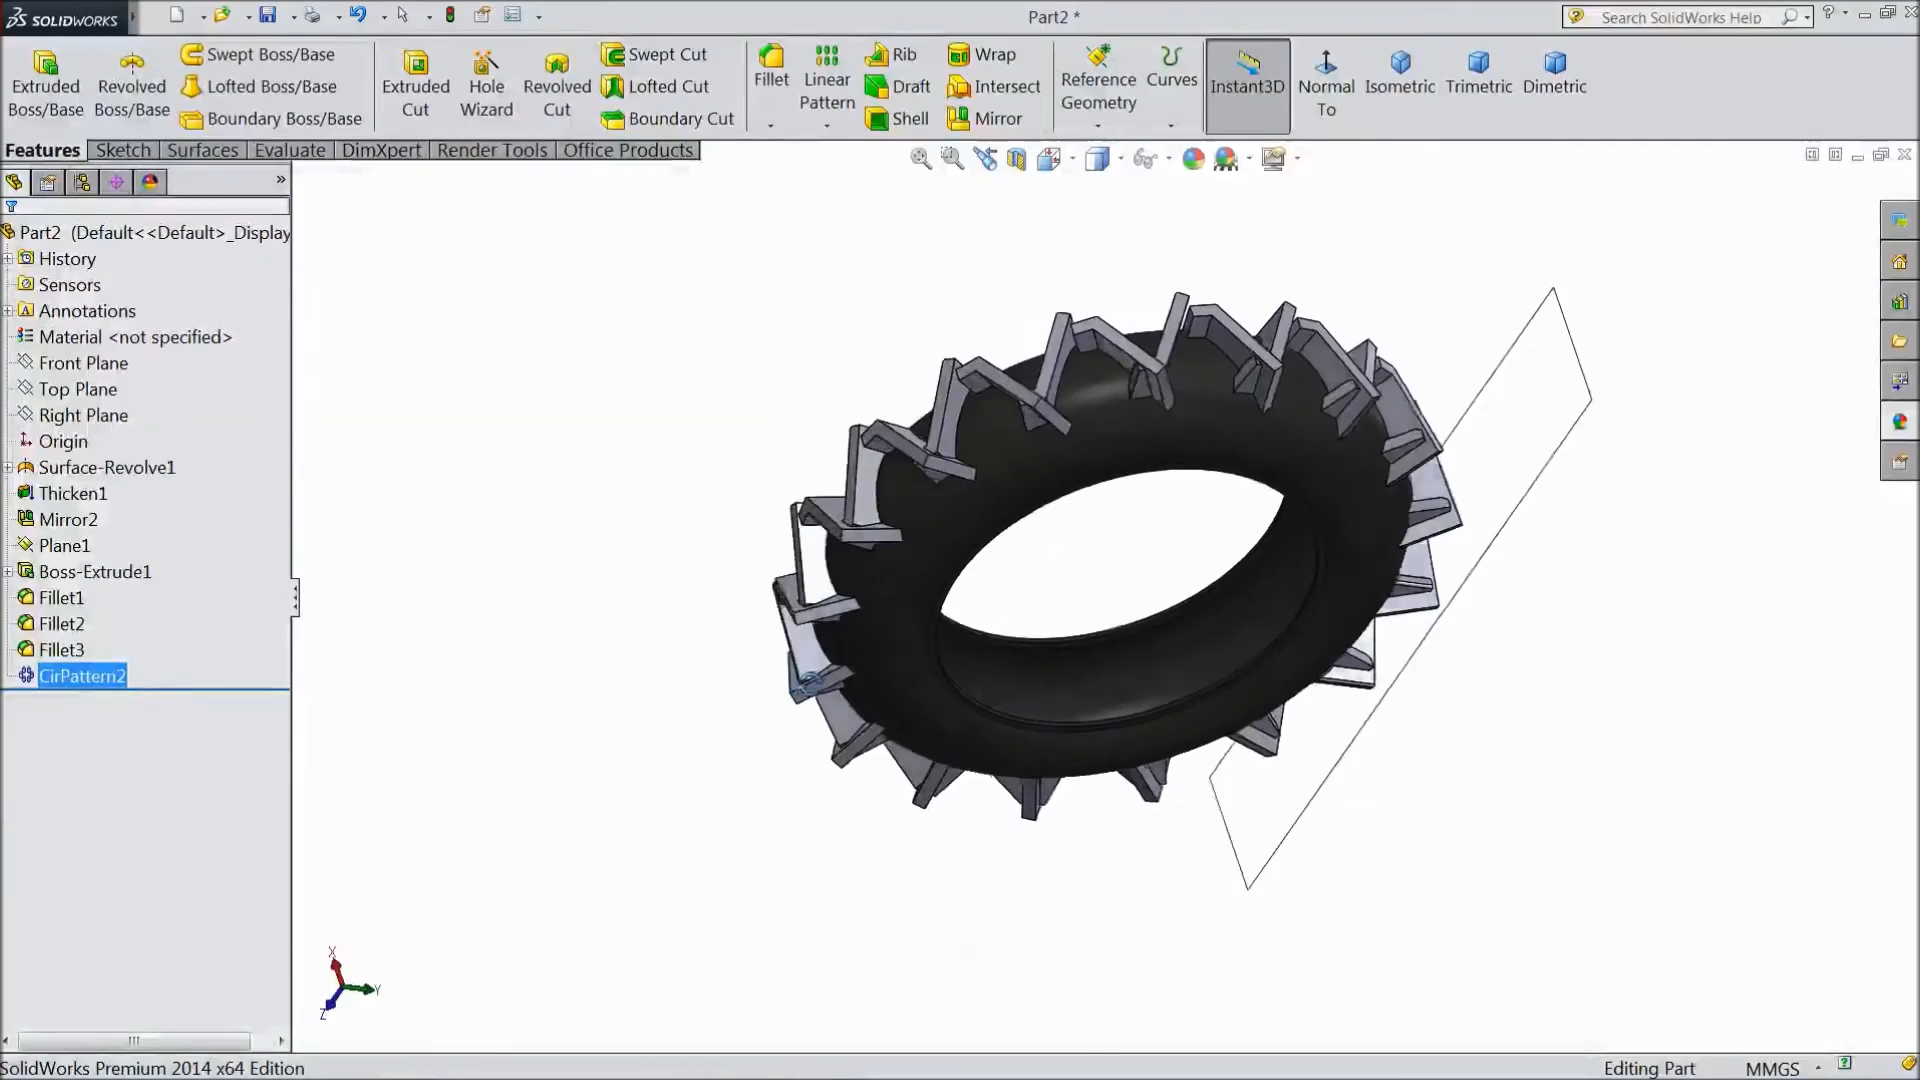 SOLIDWORKS
Part2 *
Search SolidWorks Help
Extruded Boss/Base
Revolved Boss/Base
Swept Boss/Base
Lofted Boss/Base
Boundary Boss/Base
Extruded Cut
Hole Wizard
Revolved Cut
Swept Cut
Lofted Cut
Boundary Cut
Fillet
Linear Pattern
Rib
Draft
Shell
Wrap
Intersect
Mirror
Reference Geometry
Curves
Instant3D
Normal To
Isometric
Trimetric
Dimetric
Features
Sketch
Surfaces
Evaluate
DimXpert
Render Tools
Office Products
Part2 (Default<<Default>_Display
History
Sensors
Annotations
Material <not specified>
Front Plane
Top Plane
Right Plane
Origin
Surface-Revolve1
Thicken1
Mirror2
Plane1
Boss-Extrude1
Fillet1
Fillet2
Fillet3
CirPattern2
X
Y
Z
SolidWorks Premium 2014 x64 Edition
Editing Part
MMGS